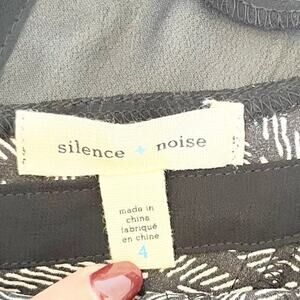 silence + noise
made in
china
fabriqué
en chine
4